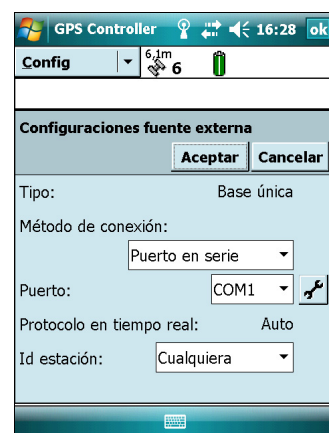 GPS Controller 16:28 ok
Config 6,1m 6
Configuraciones fuente externa
Aceptar Cancelar
Tipo: Base única
Método de conexión:
Puerto en serie
Puerto: COM1
Protocolo en tiempo real: Auto
Id estación: Cualquiera